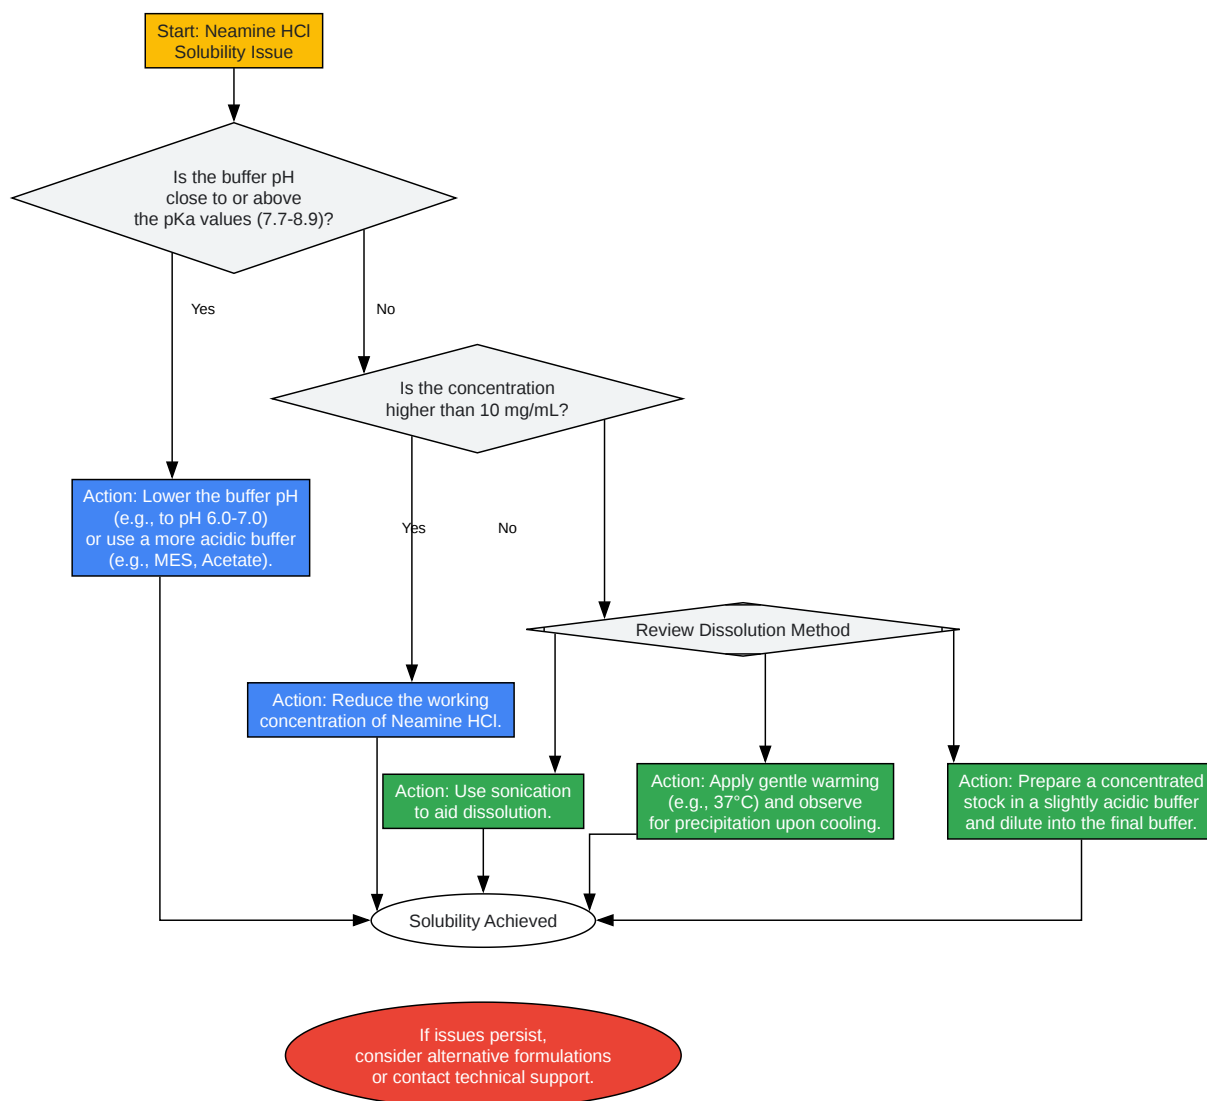 Start: Neamine HCl
Solubility Issue
Is the buffer pH
close to or above
the pKa values (7.7-8.9)?
Yes
No
Is the concentration
higher than 10 mg/mL?
Action: Lower the buffer pH
(e.g., to pH 6.0-7.0)
or use a more acidic buffer
(e.g., MES, Acetate).
Yes
No
Review Dissolution Method
Action: Reduce the working
concentration of Neamine HCl.
Action: Use sonication
to aid dissolution.
Action: Apply gentle warming
(e.g., 37°C) and observe
for precipitation upon cooling.
Action: Prepare a concentrated
stock in a slightly acidic buffer
and dilute into the final buffer.
Solubility Achieved
If issues persist,
consider alternative formulations
or contact technical support.